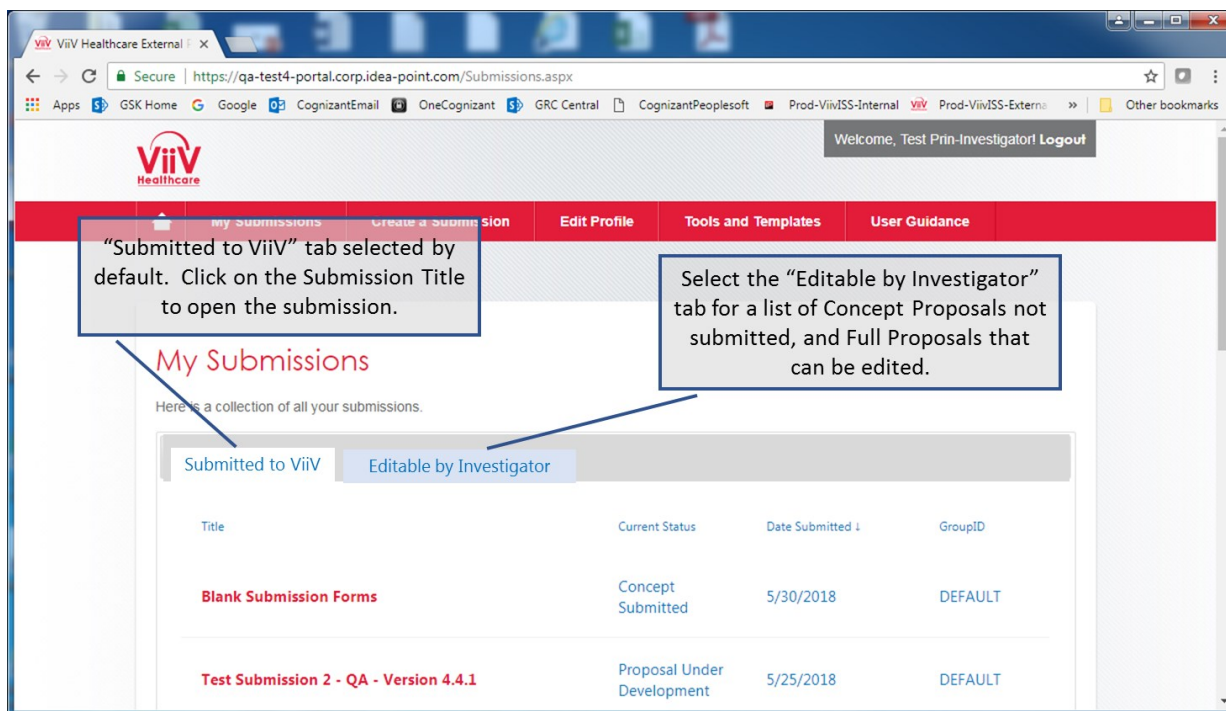 ViiV Healthcare External
Secure | https://qa-test4-portal.corp.idea-point.com/Submissions.aspx
Apps GSK Home Google CognizantEmail OneCognizant GRC Central CognizantPeoplesoft Prod-ViivISS-Internal Prod-ViivISS-Externa » Other bookmarks
Welcome, Test Prin-Investigator! Logout
ViiV
Healthcare
My Submissions Create a Submission Edit Profile Tools and Templates User Guidance
“Submitted to ViiV” tab selected by
default. Click on the Submission Title
to open the submission.
Select the “Editable by Investigator”
tab for a list of Concept Proposals not
submitted, and Full Proposals that
can be edited.
My Submissions
Here is a collection of all your submissions.
Submitted to ViiV Editable by Investigator
Title Current Status Date Submitted ↓ GroupID
Blank Submission Forms Concept
Submitted 5/30/2018 DEFAULT
Test Submission 2 - QA - Version 4.4.1 Proposal Under
Development 5/25/2018 DEFAULT